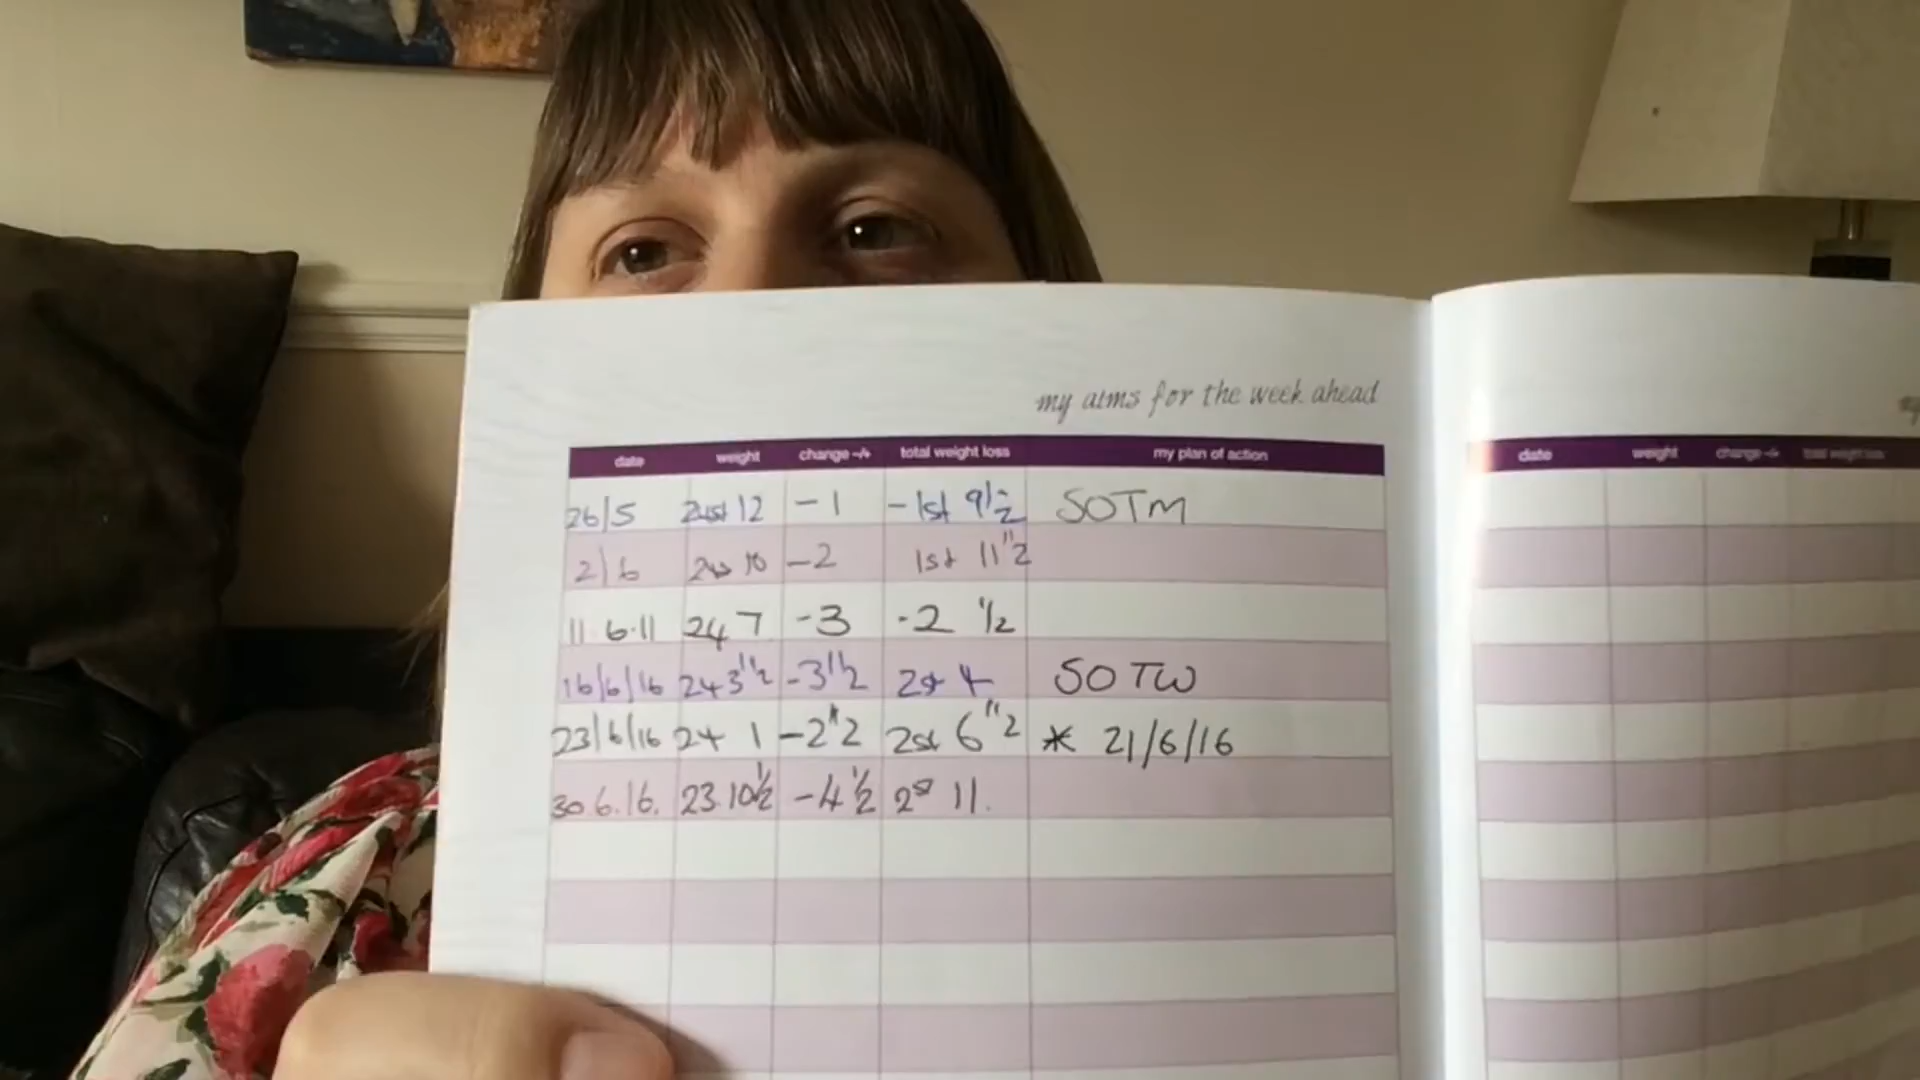 my aims for the week ahead
date weight change -/+ total weight loss my plan of action
26/5 24st 12 -1 -1st 9½ SOTM
2/6 24st 10 -2 1st 11½
11.6.11 24 7 -3 -2 ½
16/6/16 24 3½ -3½ 2st 4 SOTW
23/6/16 24 1 -2½ 2st 6½ * 21/6/16
30.6.16. 23.10½ -4½ 2st 11.
date weight change -/+ total weight loss